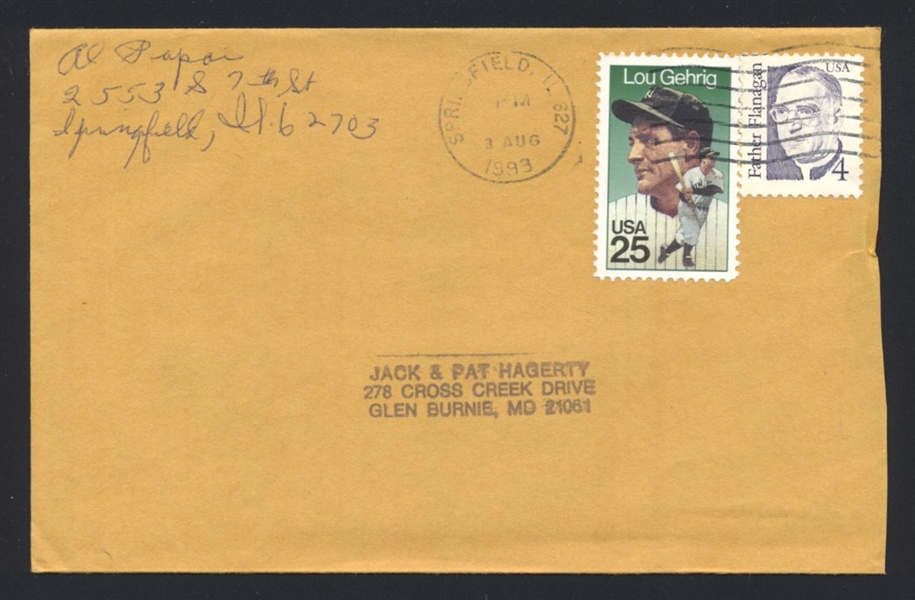 Al Papai
2553 S 7th St
Springfield, Il. 62703
SPRINGFIELD, IL 627
PM
3 AUG
1993
Lou Gehrig
USA
25
Father Flanagan
USA
4
JACK & PAT HAGERTY
278 CROSS CREEK DRIVE
GLEN BURNIE, MD 21061